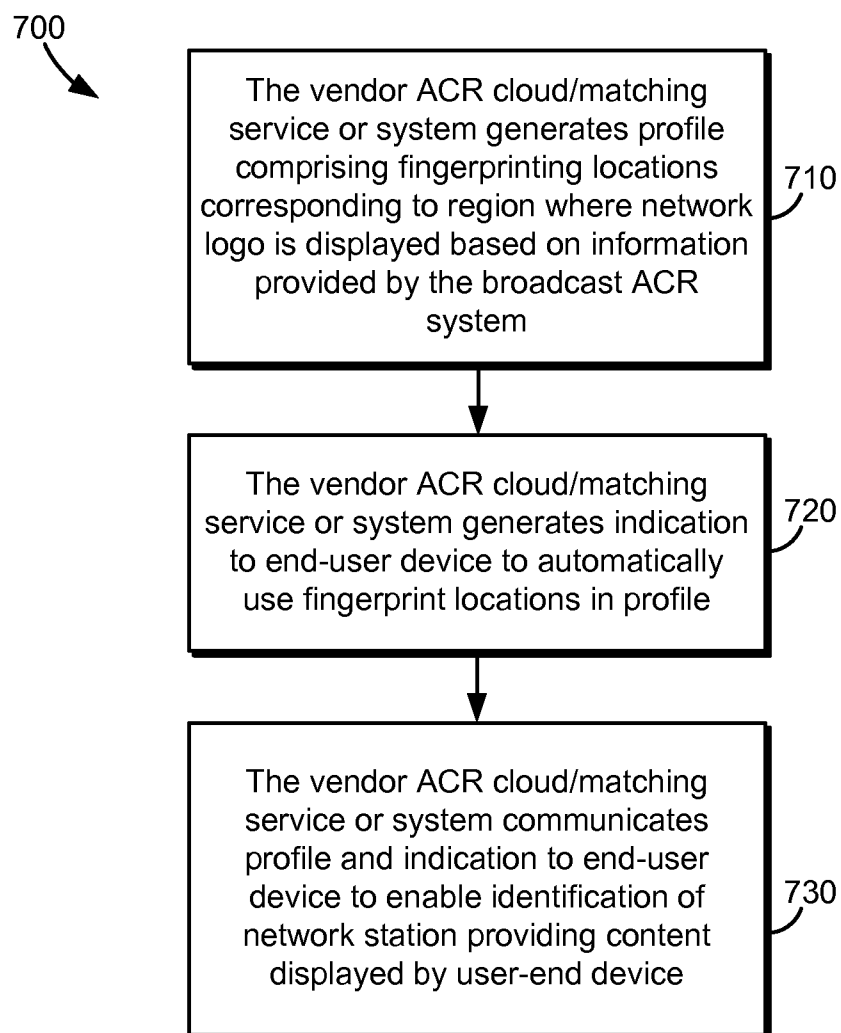 700
The vendor ACR cloud/matching
service or system generates profile
comprising fingerprinting locations
corresponding to region where network
logo is displayed based on information
provided by the broadcast ACR
system
710
The vendor ACR cloud/matching
service or system generates indication
to end-user device to automatically
use fingerprint locations in profile
720
The vendor ACR cloud/matching
service or system communicates
profile and indication to end-user
device to enable identification of
network station providing content
displayed by user-end device
730